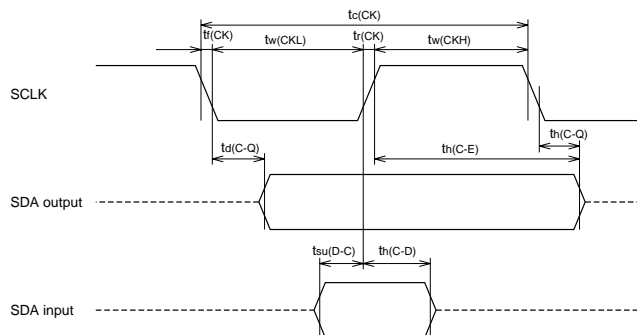 tc(CK)
tf(CK) tw(CKL) tr(CK) tw(CKH)
SCLK
td(C-Q) th(C-E) th(C-Q)
SDA output
tsu(D-C) th(C-D)
SDA input